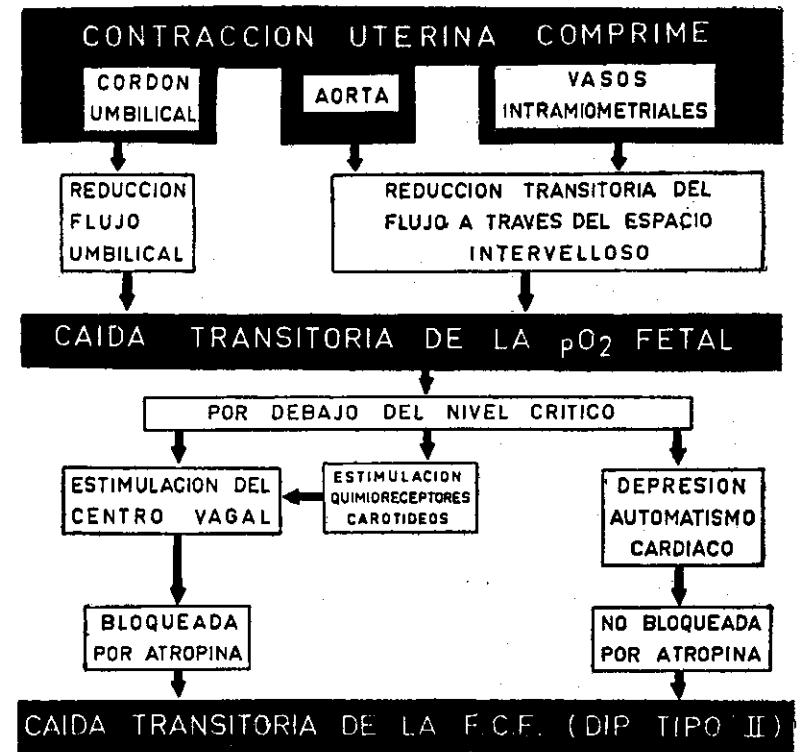 CONTRACCION UTERINA COMPRIME
CORDON
UMBILICAL
AORTA
VASOS
INTRAMIOMETRIALES
REDUCCION
FLUJO
UMBILICAL
REDUCCION TRANSITORIA DEL
FLUJO A TRAVES DEL ESPACIO
INTERVELLOSO
CAIDA TRANSITORIA DE LA pO2 FETAL
POR DEBAJO DEL NIVEL CRITICO
ESTIMULACION DEL
CENTRO VAGAL
ESTIMULACION
QUIMIORECEPTORES
CAROTIDEOS
DEPRESION
AUTOMATISMO
CARDIACO
BLOQUEADA
POR ATROPINA
NO BLOQUEADA
POR ATROPINA
CAIDA TRANSITORIA DE LA F.C.F. (DIP TIPO II)